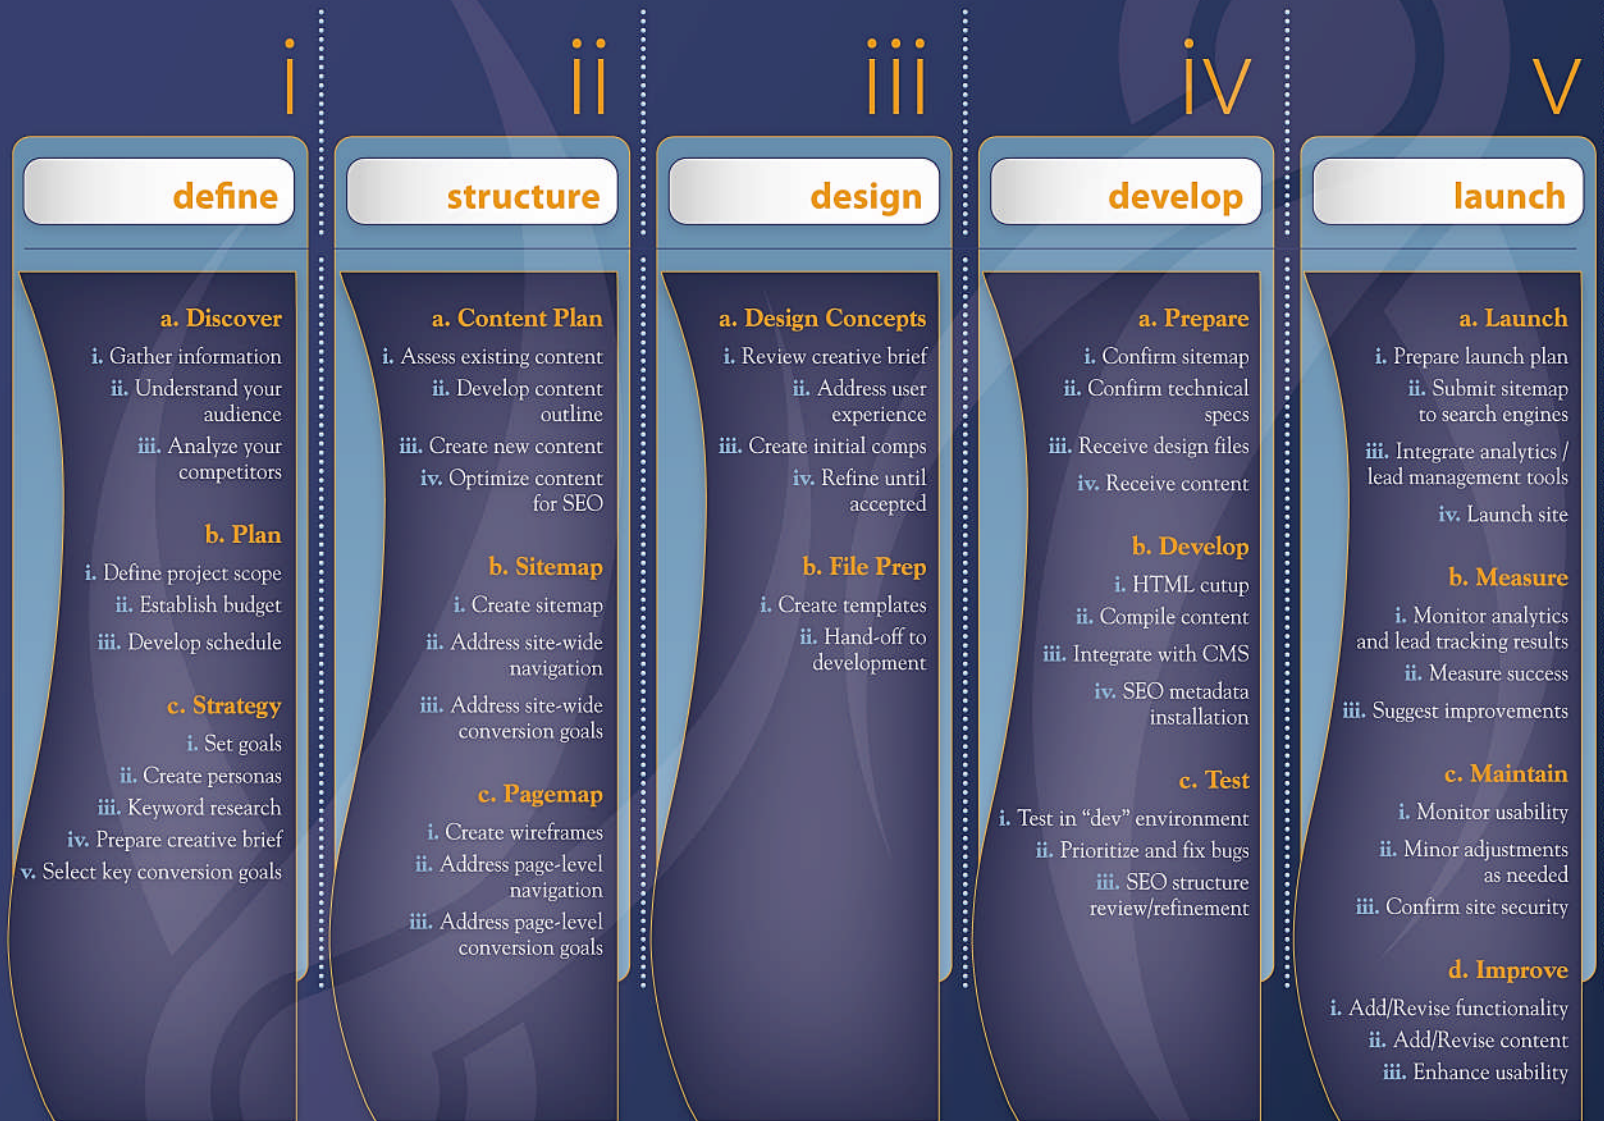 i
define
a. Discover
i. Gather information
ii. Understand your
audience
iii. Analyze your
competitors
b. Plan
i. Define project scope
ii. Establish budget
iii. Develop schedule
c. Strategy
i. Set goals
ii. Create personas
iii. Keyword research
iv. Prepare creative brief
v. Select key conversion goals
ii
structure
a. Content Plan
i. Assess existing content
ii. Develop content
outline
iii. Create new content
iv. Optimize content
for SEO
b. Sitemap
i. Create sitemap
ii. Address site-wide
navigation
iii. Address site-wide
conversion goals
c. Pagemap
i. Create wireframes
ii. Address page-level
navigation
iii. Address page-level
conversion goals
iii
design
a. Design Concepts
i. Review creative brief
ii. Address user
experience
iii. Create initial comps
iv. Refine until
accepted
b. File Prep
i. Create templates
ii. Hand-off to
development
iv
develop
a. Prepare
i. Confirm sitemap
ii. Confirm technical
specs
iii. Receive design files
iv. Receive content
b. Develop
i. HTML cutup
ii. Compile content
iii. Integrate with CMS
iv. SEO metadata
installation
c. Test
i. Test in “dev” environment
ii. Prioritize and fix bugs
iii. SEO structure
review/refinement
v
launch
a. Launch
i. Prepare launch plan
ii. Submit sitemap
to search engines
iii. Integrate analytics /
lead management tools
iv. Launch site
b. Measure
i. Monitor analytics
and lead tracking results
ii. Measure success
iii. Suggest improvements
c. Maintain
i. Monitor usability
ii. Minor adjustments
as needed
iii. Confirm site security
d. Improve
i. Add/Revise functionality
ii. Add/Revise content
iii. Enhance usability